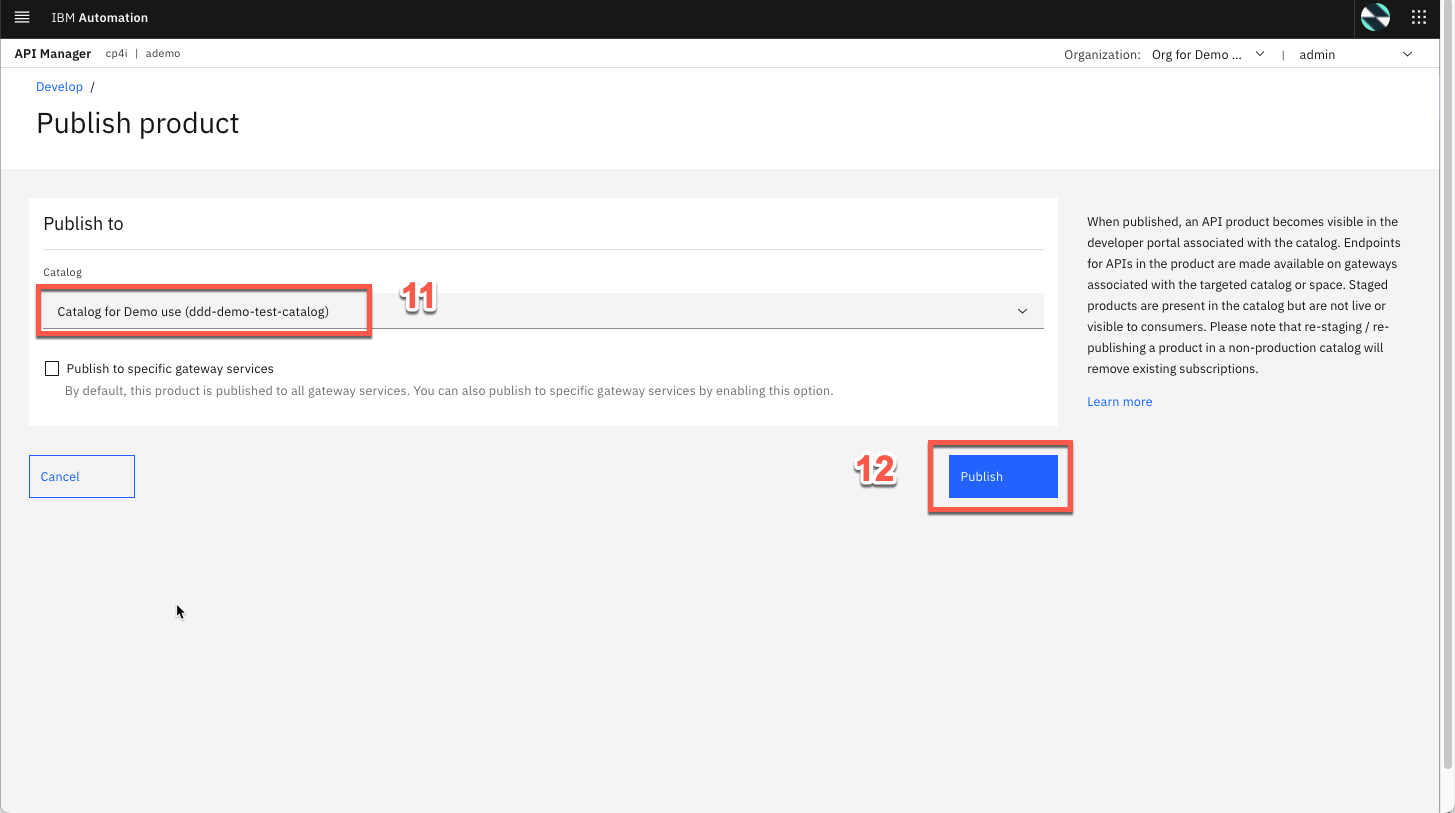 IBM Automation
API Manager cp4i | ademo
Organization: Org for Demo ... | admin
Develop /
Publish product
Publish to
Catalog
Catalog for Demo use (ddd-demo-test-catalog)
11
Publish to specific gateway services
By default, this product is published to all gateway services. You can also publish to specific gateway services by enabling this option.
Cancel
12
Publish
When published, an API product becomes visible in the
developer portal associated with the catalog. Endpoints
for APIs in the product are made available on gateways
associated with the targeted catalog or space. Staged
products are present in the catalog but are not live or
visible to consumers. Please note that re-staging / re-
publishing a product in a non-production catalog will
remove existing subscriptions.
Learn more